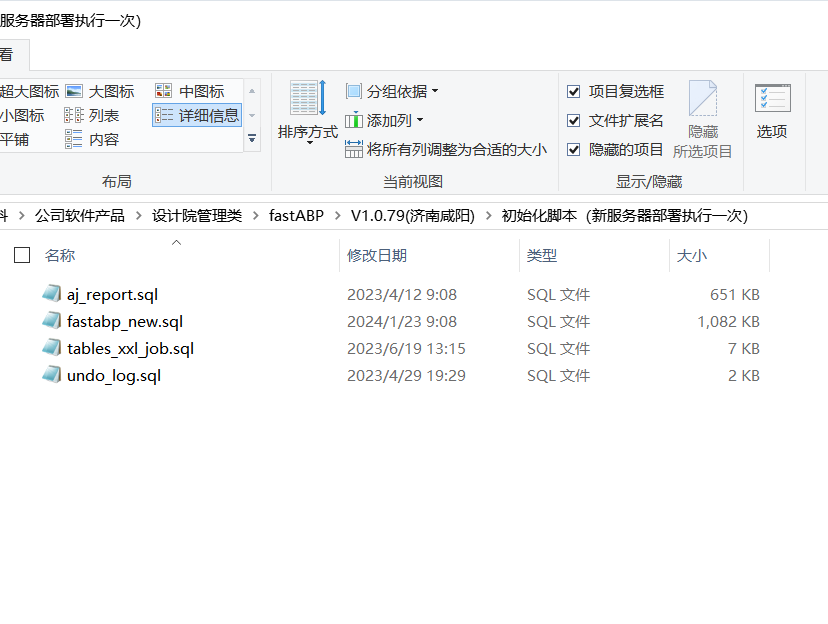 服务器部署执行一次)
看
超大图标 大图标 中图标
小图标 列表 详细信息
平铺 内容
布局
排序方式
分组依据
添加列
将所有列调整为合适的大小
当前视图
项目复选框
文件扩展名
隐藏的项目
隐藏
所选项目
显示/隐藏
选项
料 > 公司软件产品 > 设计院管理类 > fastABP > V1.0.79(济南咸阳) > 初始化脚本 (新服务器部署执行一次)
名称 修改日期 类型 大小
aj_report.sql 2023/4/12 9:08 SQL 文件 651 KB
fastabp_new.sql 2024/1/23 9:08 SQL 文件 1,082 KB
tables_xxl_job.sql 2023/6/19 13:15 SQL 文件 7 KB
undo_log.sql 2023/4/29 19:29 SQL 文件 2 KB